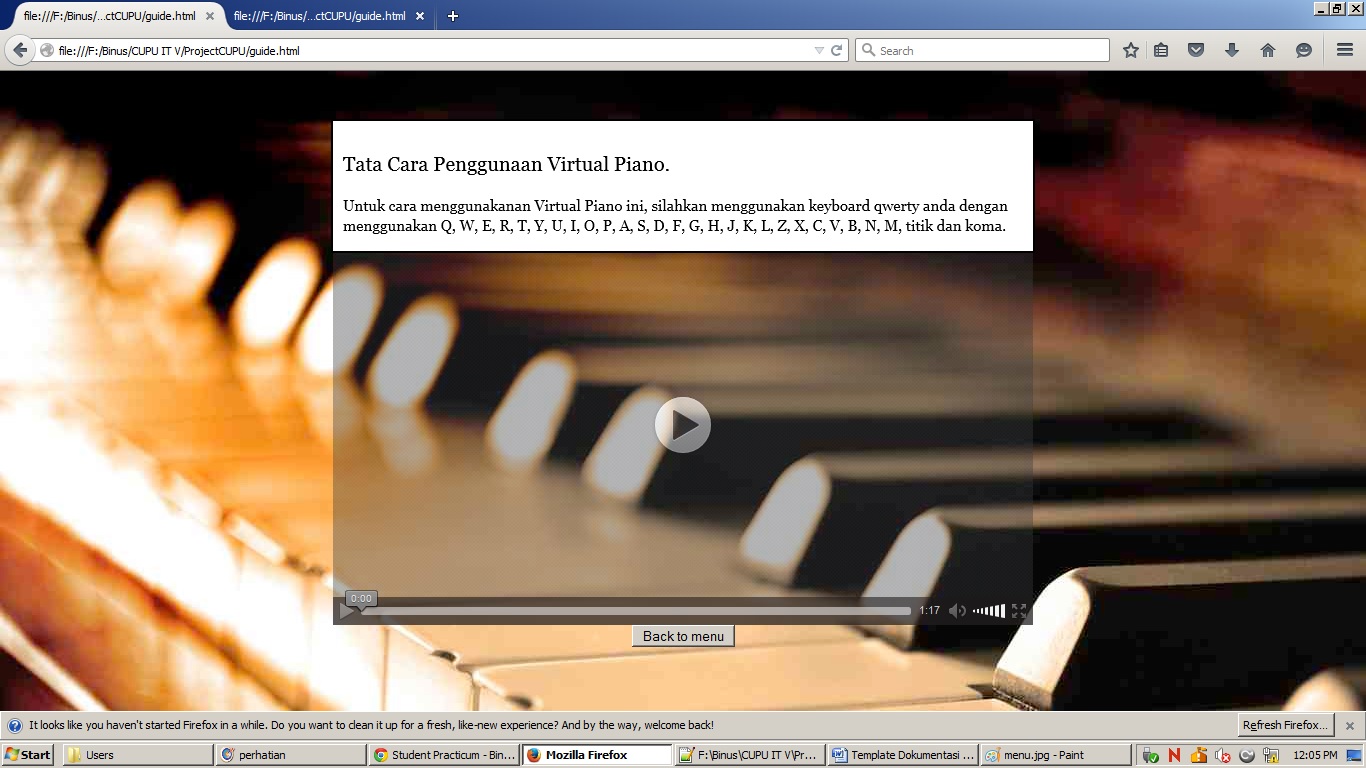 file:///F:/Binus/...ctCUPU/guide.html
file:///F:/Binus/...ctCUPU/guide.html
file:///F:/Binus/CUPU IT V/ProjectCUPU/guide.html
Search
Tata Cara Penggunaan Virtual Piano.
Untuk cara menggunakanan Virtual Piano ini, silahkan menggunakan keyboard qwerty anda dengan
menggunakan Q, W, E, R, T, Y, U, I, O, P, A, S, D, F, G, H, J, K, L, Z, X, C, V, B, N, M, titik dan koma.
0:00
1:17
Back to menu
It looks like you haven't started Firefox in a while. Do you want to clean it up for a fresh, like-new experience? And by the way, welcome back!
Refresh Firefox...
Start
Users
perhatian
Student Practicum - Bin...
Mozilla Firefox
F:\Binus\CUPU IT V\Pr...
Template Dokumentasi ...
menu.jpg - Paint
12:05 PM